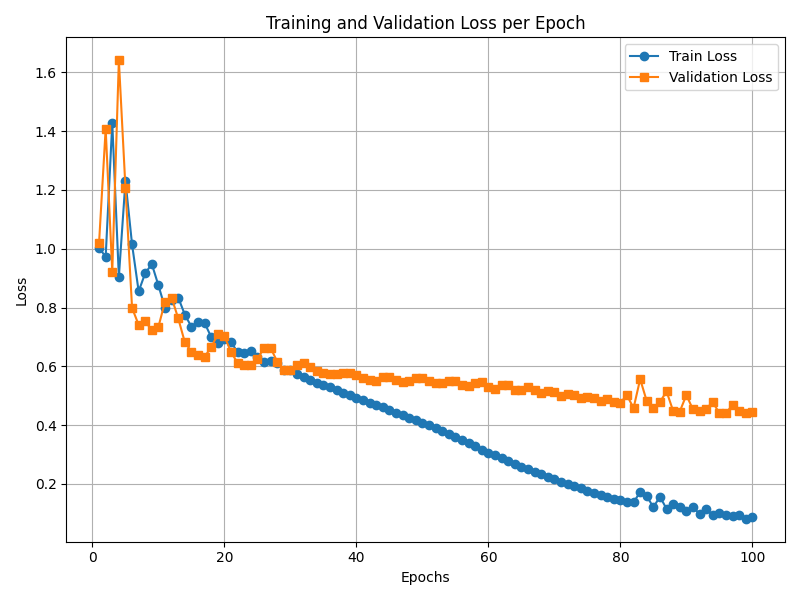 Training and Validation Loss per Epoch
Train Loss
Validation Loss
1.6
1.4
1.2
1.0
0.8
0.6
0.4
0.2
Loss
0 20 40 60 80 100
Epochs